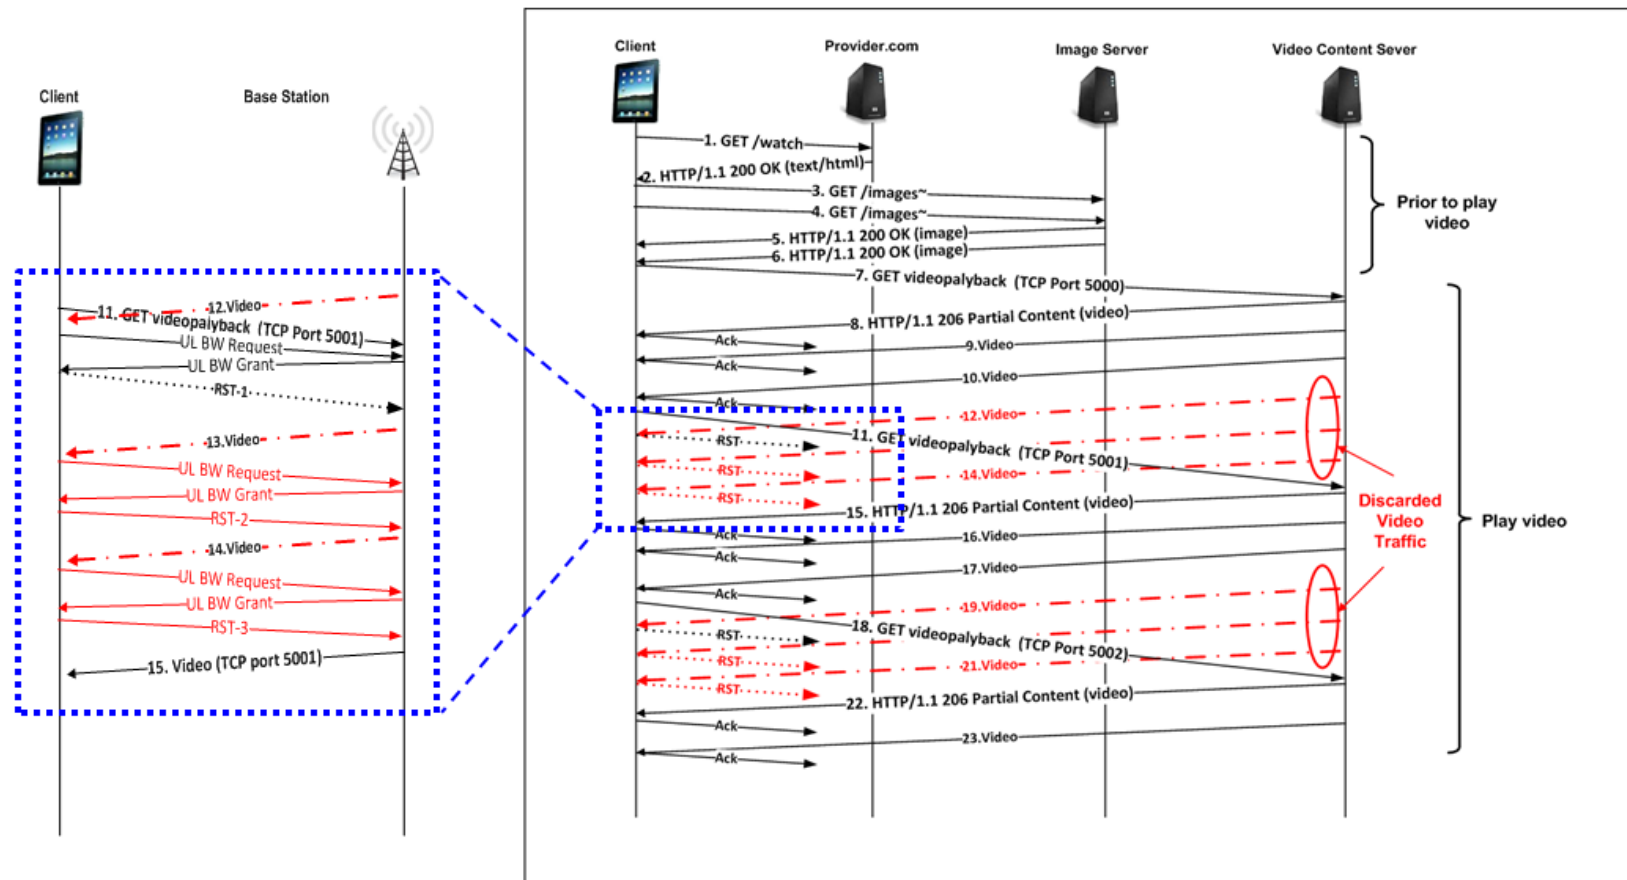 Client
Base Station
12.Video
11. GET videopalyback (TCP Port 5001)
UL BW Request
UL BW Grant
RST-1
13.Video
UL BW Request
UL BW Grant
RST-2
14.Video
UL BW Request
UL BW Grant
RST-3
15. Video (TCP port 5001)
Client
Provider.com
Image Server
Video Content Sever
1. GET /watch
2. HTTP/1.1 200 OK (text/html)
3. GET /images~
4. GET /images~
5. HTTP/1.1 200 OK (image)
6. HTTP/1.1 200 OK (image)
7. GET videopalyback (TCP Port 5000)
8. HTTP/1.1 206 Partial Content (video)
Ack
9.Video
Ack
10.Video
Ack
12.Video
11. GET videopalyback (TCP Port 5001)
RST
RST
14.Video
RST
15. HTTP/1.1 206 Partial Content (video)
Ack
16.Video
Ack
17.Video
Ack
19.Video
18. GET videopalyback (TCP Port 5002)
RST
RST
21.Video
RST
22. HTTP/1.1 206 Partial Content (video)
Ack
23.Video
Ack
Prior to play
video
Discarded
Video
Traffic
Play video